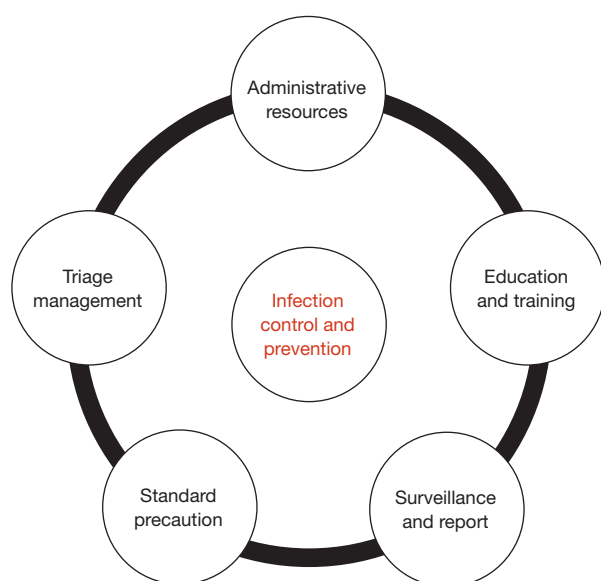 Administrative
resources
Triage
management
Education
and training
Infection
control and
prevention
Standard
precaution
Surveillance
and report